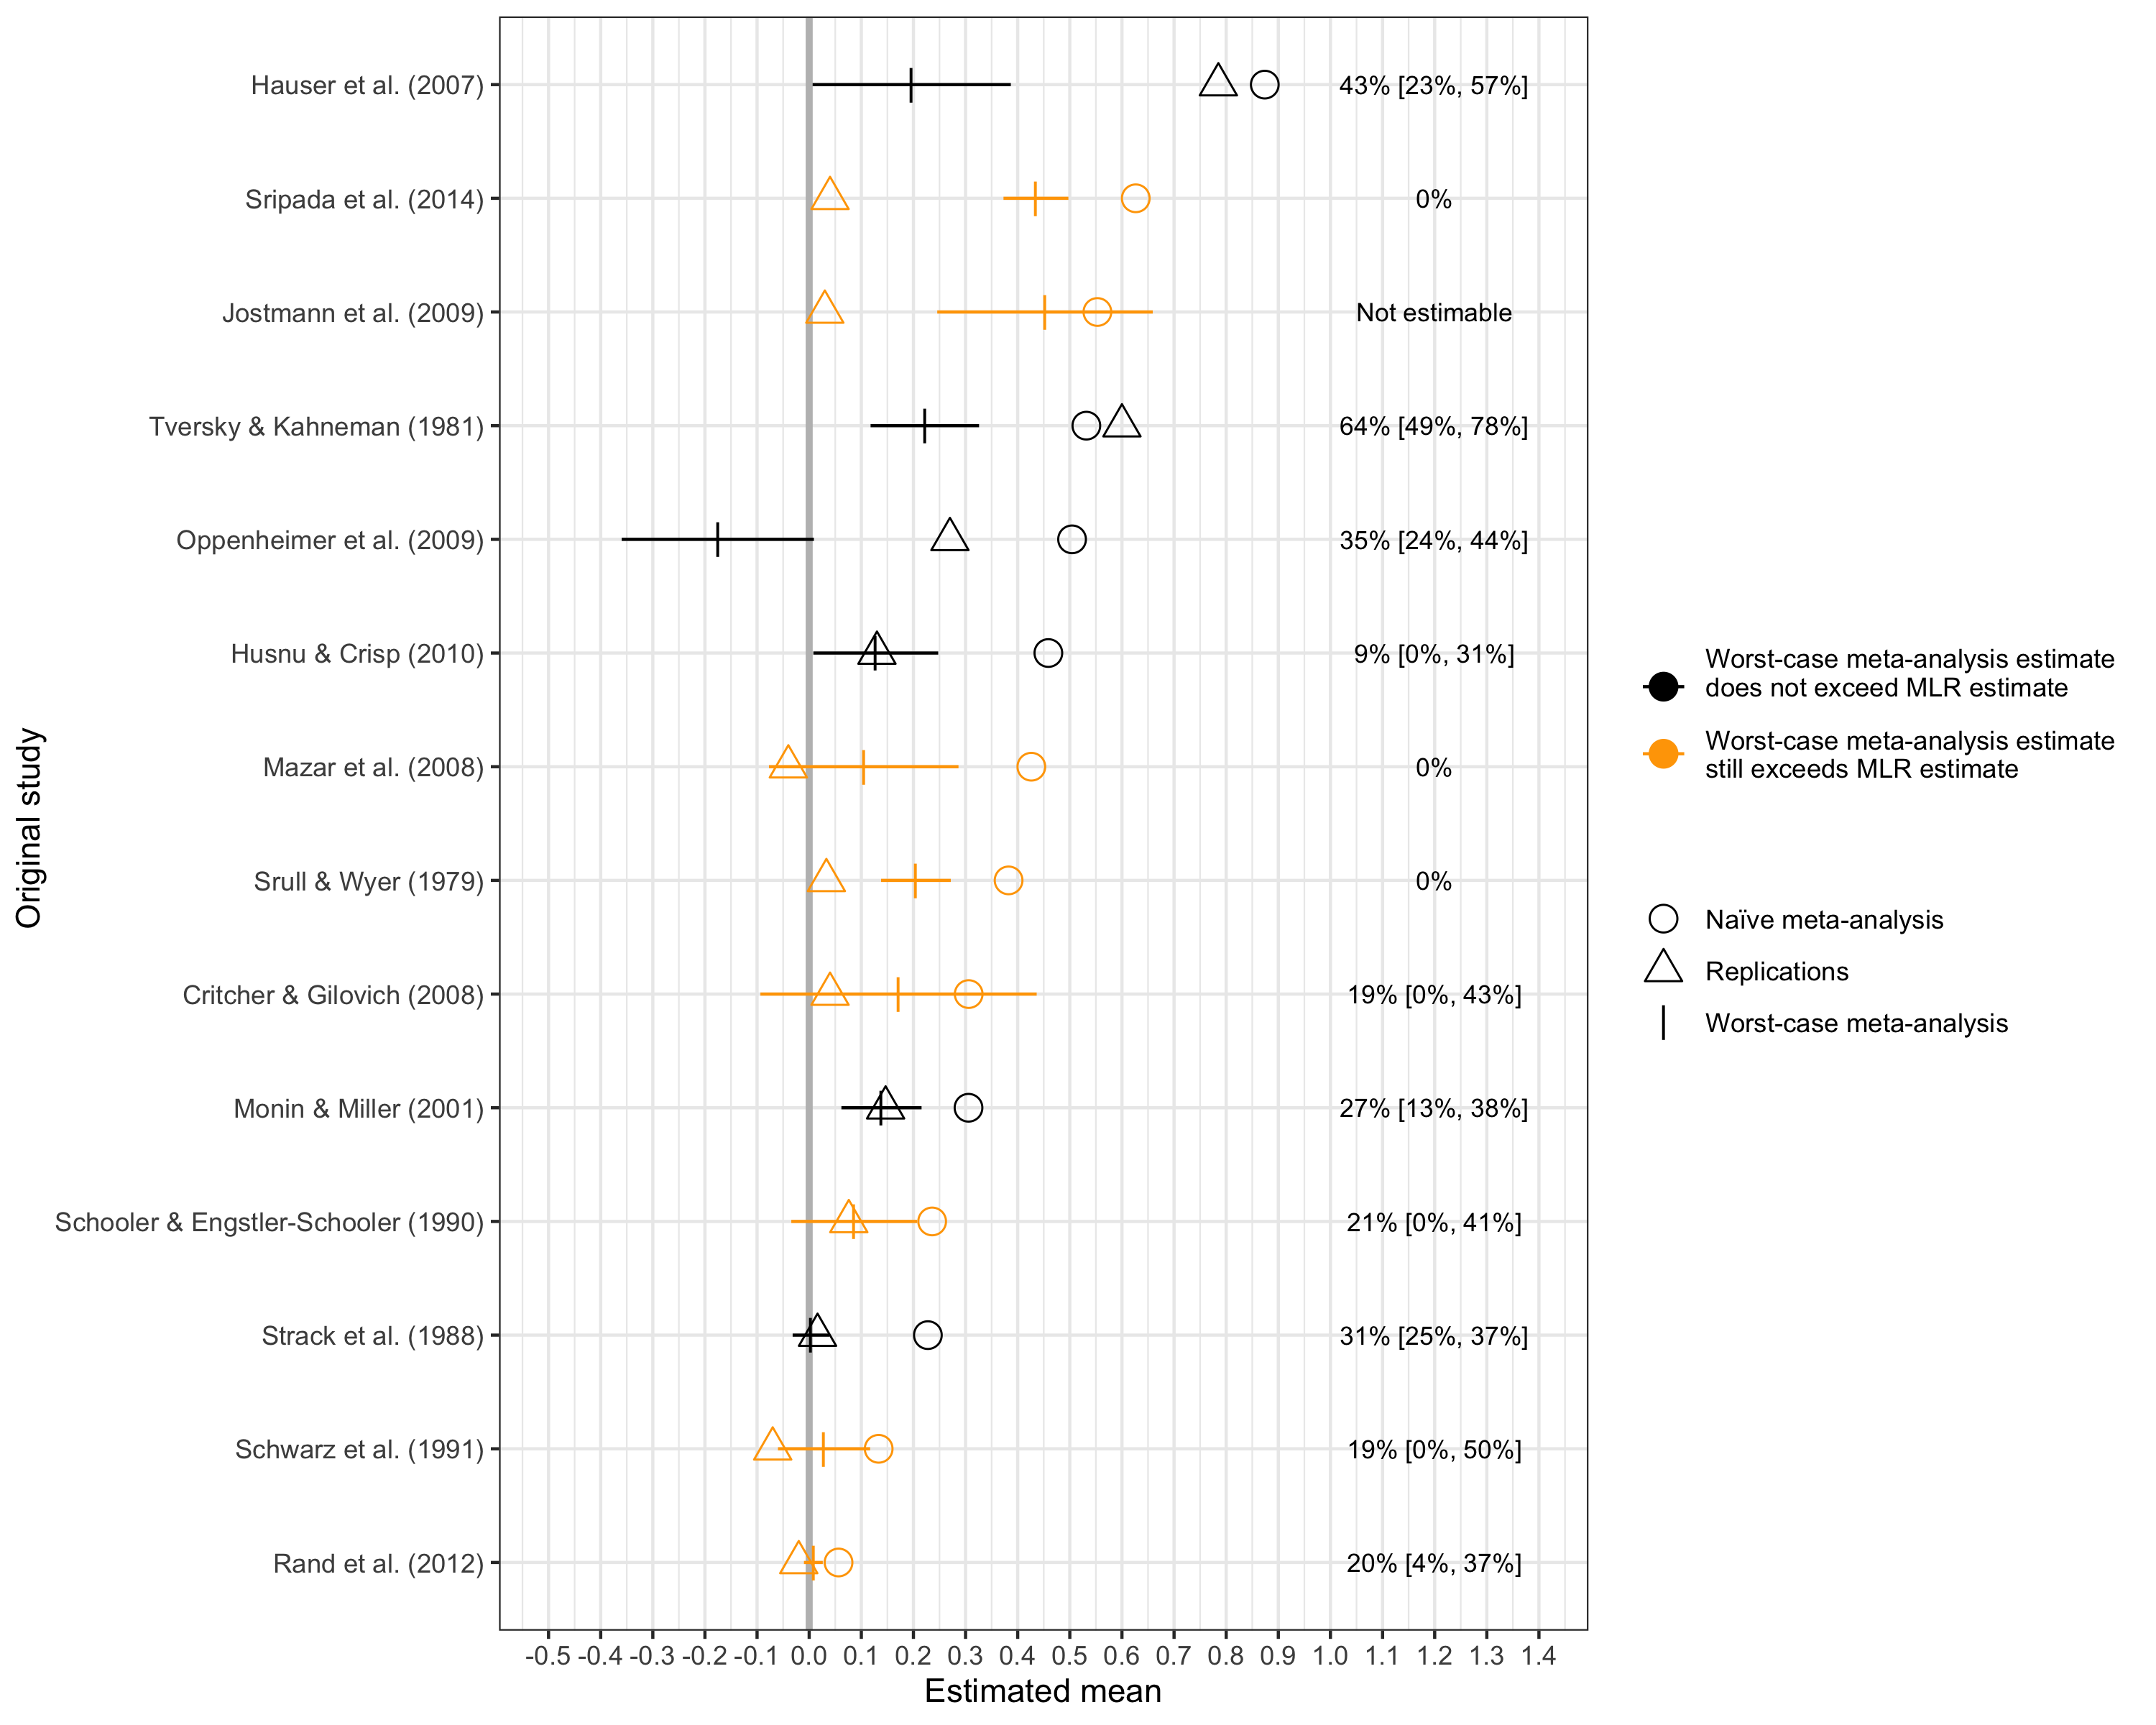 Original study
Hauser et al. (2007) 43% [23%, 57%]
Sripada et al. (2014) 0%
Jostmann et al. (2009) Not estimable
Tversky & Kahneman (1981) 64% [49%, 78%]
Oppenheimer et al. (2009) 35% [24%, 44%]
Husnu & Crisp (2010) 9% [0%, 31%]
Mazar et al. (2008) 0%
Srull & Wyer (1979) 0%
Critcher & Gilovich (2008) 19% [0%, 43%]
Monin & Miller (2001) 27% [13%, 38%]
Schooler & Engstler-Schooler (1990) 21% [0%, 41%]
Strack et al. (1988) 31% [25%, 37%]
Schwarz et al. (1991) 19% [0%, 50%]
Rand et al. (2012) 20% [4%, 37%]
-0.5 -0.4 -0.3 -0.2 -0.1 0.0 0.1 0.2 0.3 0.4 0.5 0.6 0.7 0.8 0.9 1.0 1.1 1.2 1.3 1.4
Estimated mean
Worst-case meta-analysis estimate
does not exceed MLR estimate
Worst-case meta-analysis estimate
still exceeds MLR estimate
Naïve meta-analysis
Replications
Worst-case meta-analysis